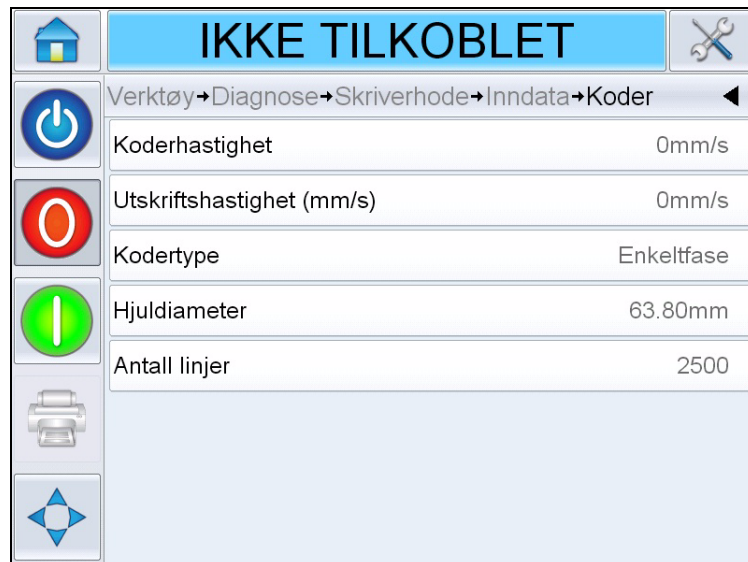 IKKE TILKOBLET
Verktøy→Diagnose→Skriverhode→Inndata→Koder
Koderhastighet 0mm/s
Utskriftshastighet (mm/s) 0mm/s
Kodertype Enkeltfase
Hjuldiameter 63.80mm
Antall linjer 2500